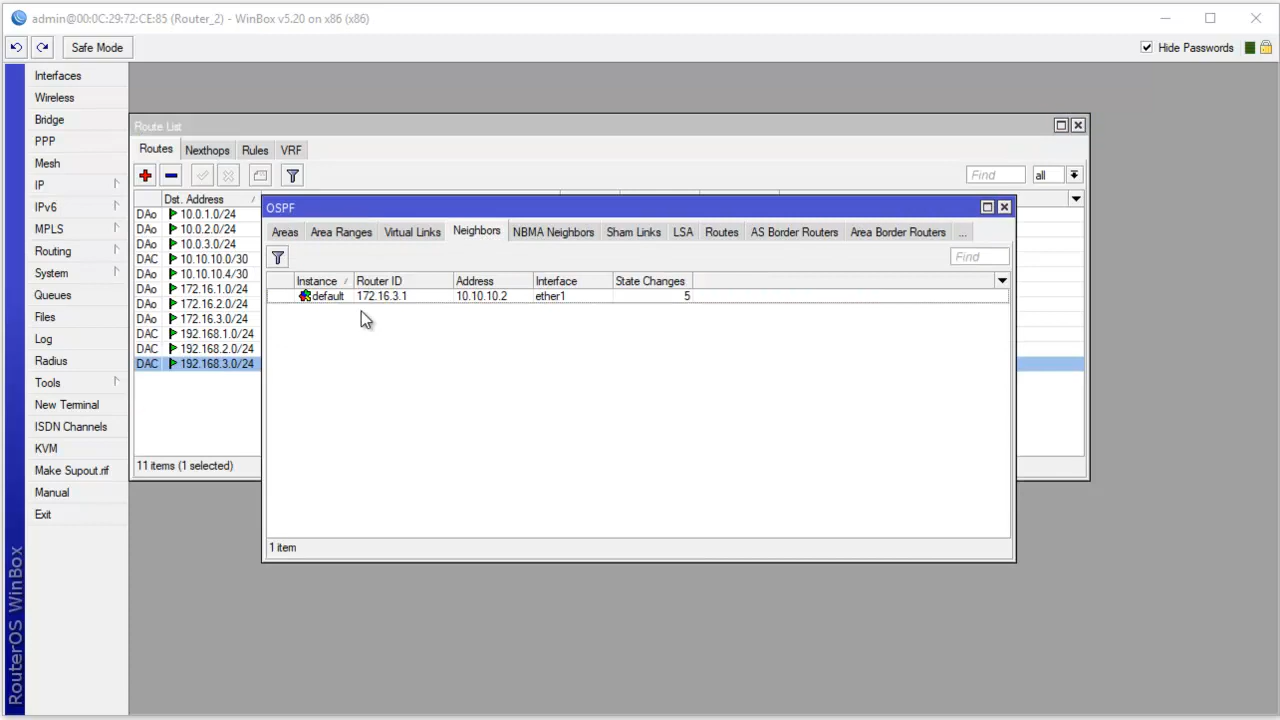 admin@00:0C:29:72:CE:85 (Router_2) - WinBox v5.20 on x86 (x86)
Safe Mode
Hide Passwords
Interfaces
Wireless
Bridge
PPP
Mesh
IP
IPv6
MPLS
Routing
System
Queues
Files
Log
Radius
Tools
New Terminal
ISDN Channels
KVM
Make Supout.rif
Manual
Exit
RouterOS WinBox
Route List
Routes Nexthops Rules VRF
Find all
Dst. Address
DAo 10.0.1.0/24
DAo 10.0.2.0/24
DAo 10.0.3.0/24
DAC 10.10.10.0/30
DAo 10.10.10.4/30
DAo 172.16.1.0/24
DAo 172.16.2.0/24
DAo 172.16.3.0/24
DAC 192.168.1.0/24
DAC 192.168.2.0/24
DAC 192.168.3.0/24
11 items (1 selected)
OSPF
Areas Area Ranges Virtual Links Neighbors NBMA Neighbors Sham Links LSA Routes AS Border Routers Area Border Routers ...
Find
Instance Router ID Address Interface State Changes
default 172.16.3.1 10.10.10.2 ether1 5
1 item